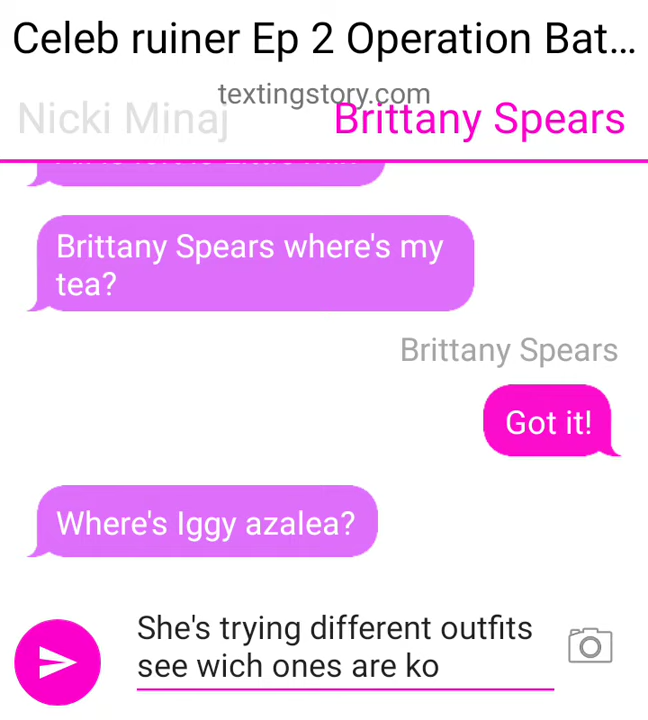 Celeb ruiner Ep 2 Operation Bat...
textingstory.com
Nicki Minaj
Brittany Spears
Brittany Spears where's my
tea?
Brittany Spears
Got it!
Where's Iggy azalea?
She's trying different outfits
see wich ones are ko